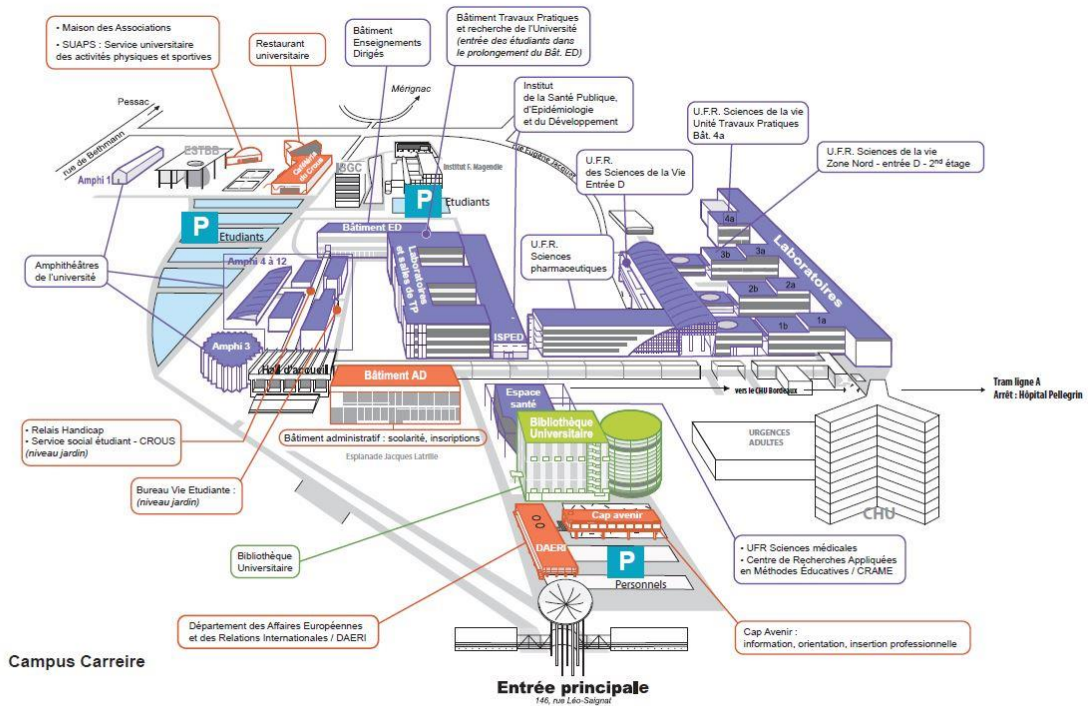 • Maison des Associations
• SUAPS : Service universitaire
des activités physiques et sportives
Restaurant
universitaire
Bâtiment
Enseignements
Dirigés
Bâtiment Travaux Pratiques
et recherche de l'Université
(entrée des étudiants dans
le prolongement du Bât. ED)
Institut
de la Santé Publique,
d'Epidémiologie
et du Développement
U.F.R. Sciences de la vie
Unité Travaux Pratiques
Bât. 4a
U.F.R. Sciences de la vie
Zone Nord - entrée D - 2nd étage
U.F.R.
des Sciences de la Vie
Entrée D
U.F.R.
Sciences
pharmaceutiques
Pessac
Mérignac
rue de Bethmann
rue Eugène Jacquet
ESTBB
Cafétéria
du Crous
IBGC
Institut F. Magendie
Amphi 1
P
Etudiants
P
Etudiants
Bâtiment ED
Laboratoires
et salles de TP
ISPED
Amphithéâtres
de l'université
Amphi 4 à 12
Amphi 3
Hall d'accueil
4a
3b
3a
2b
2a
1b
1a
Laboratoires
Bâtiment AD
Bâtiment administratif : scolarité, inscriptions
Esplanade Jacques Latrille
Espace
santé
Bibliothèque
Universitaire
vers le CHU Bordeaux
Tram ligne A
Arrêt : Hôpital Pellegrin
URGENCES
ADULTES
CHU
• Relais Handicap
• Service social étudiant - CROUS
(niveau jardin)
Bureau Vie Etudiante :
(niveau jardin)
Bibliothèque
Universitaire
DAERI
Cap avenir
P
Personnels
• UFR Sciences médicales
• Centre de Recherches Appliquées
en Méthodes Éducatives / CRAME
Département des Affaires Européennes
et des Relations Internationales / DAERI
Cap Avenir :
information, orientation, insertion professionnelle
Campus Carreire
Entrée principale
146, rue Léo-Saignat